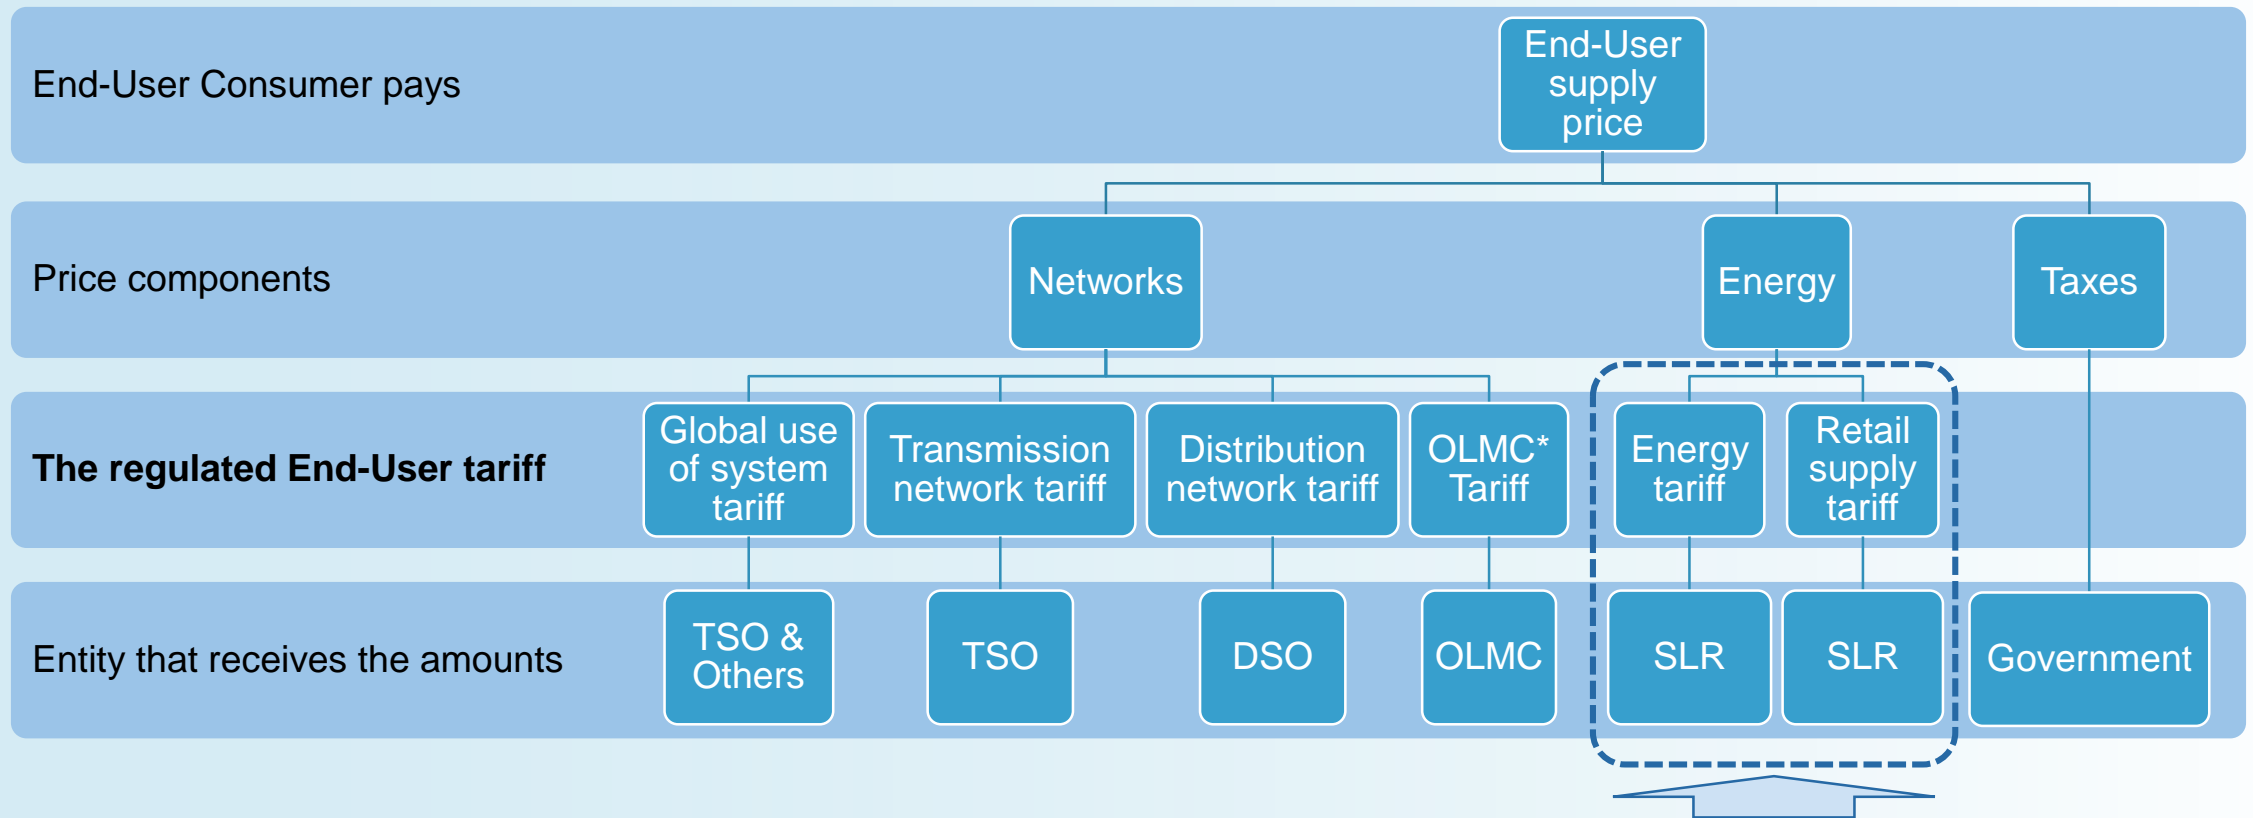 End-User Consumer pays
End-User
supply
price
Price components
Networks
Energy
Taxes
The regulated End-User tariff
Global use
of system
tariff
Transmission
network tariff
Distribution
network tariff
OLMC*
Tariff
Energy
tariff
Retail
supply
tariff
Entity that receives the amounts
TSO &
Others
TSO
DSO
OLMC
SLR
SLR
Government